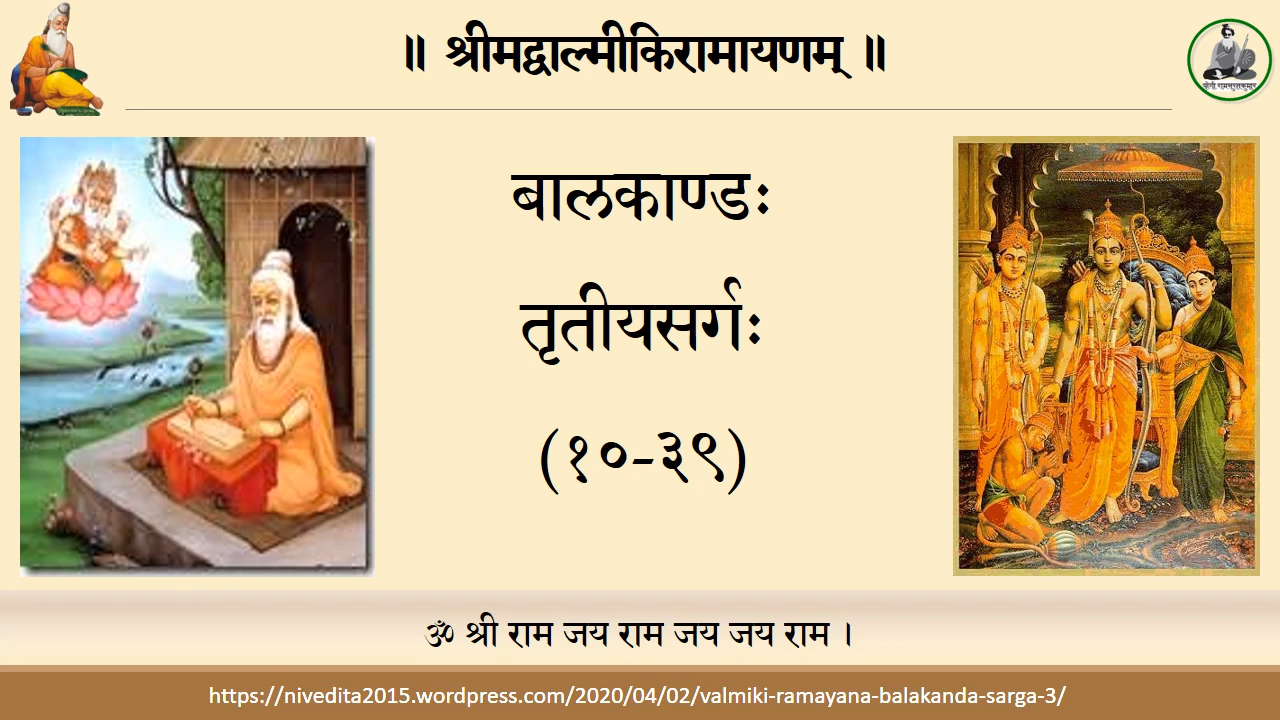 ॥ श्रीमद्वाल्मीकिरामायणम् ॥
बालकाण्डः
तृतीयसर्गः
(१०-३९)
ॐ श्री राम जय राम जय जय राम ।
https://nivedita2015.wordpress.com/2020/04/02/valmiki-ramayana-balakanda-sarga-3/